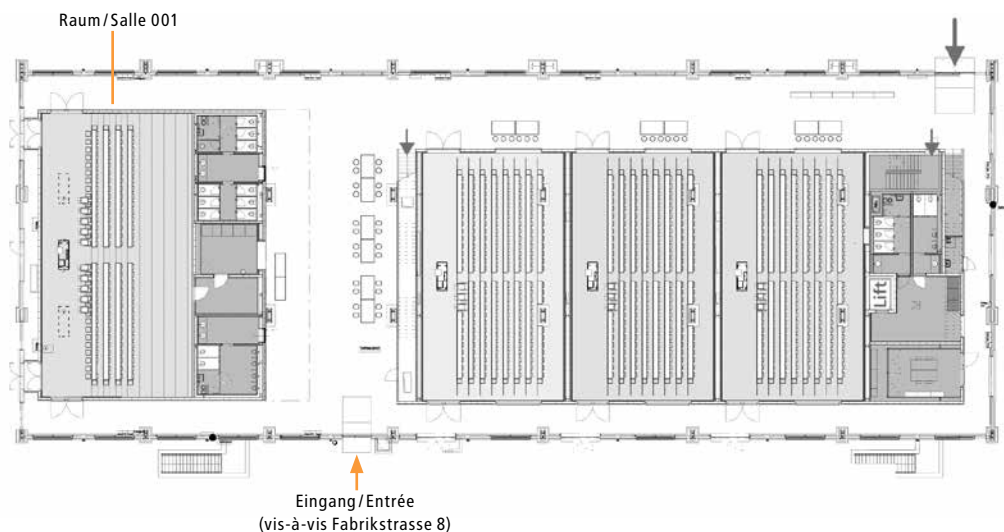 Raum/Salle 001
Lift
Eingang/Entrée
(vis-à-vis Fabrikstrasse 8)